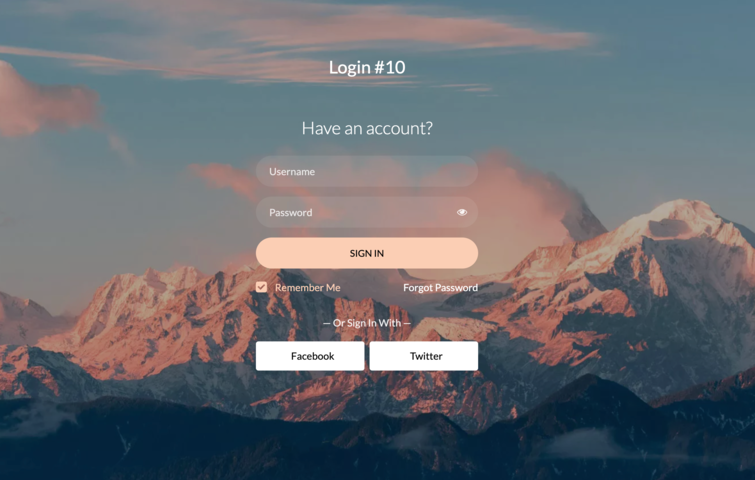 Login #10
Have an account?
Username
Password
SIGN IN
Remember Me
Forgot Password
— Or Sign In With —
Facebook
Twitter